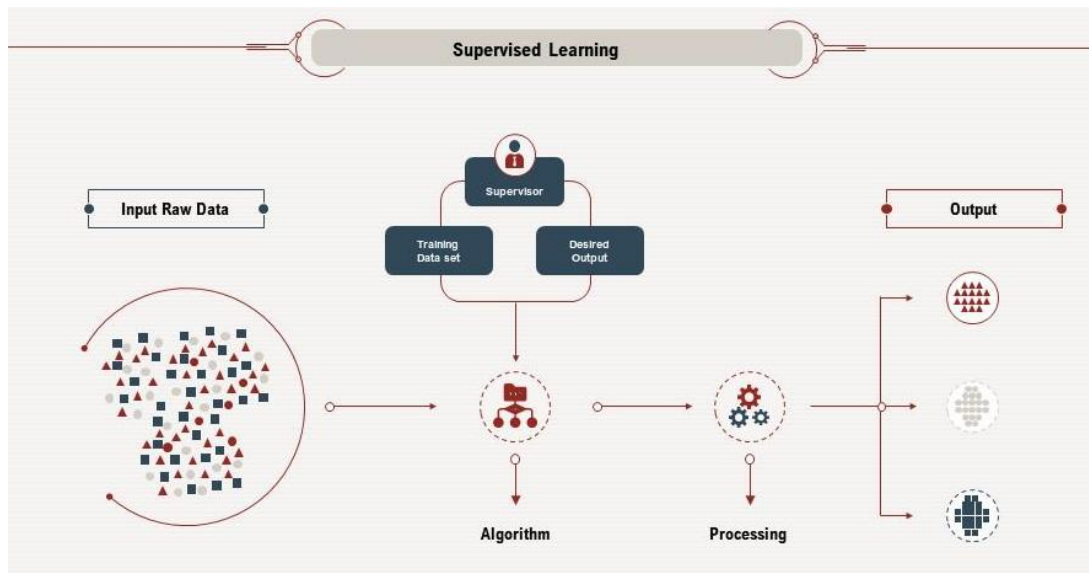 Supervised Learning
Supervisor
Input Raw Data
Output
Training
Data set
Desired
Output
Algorithm
Processing